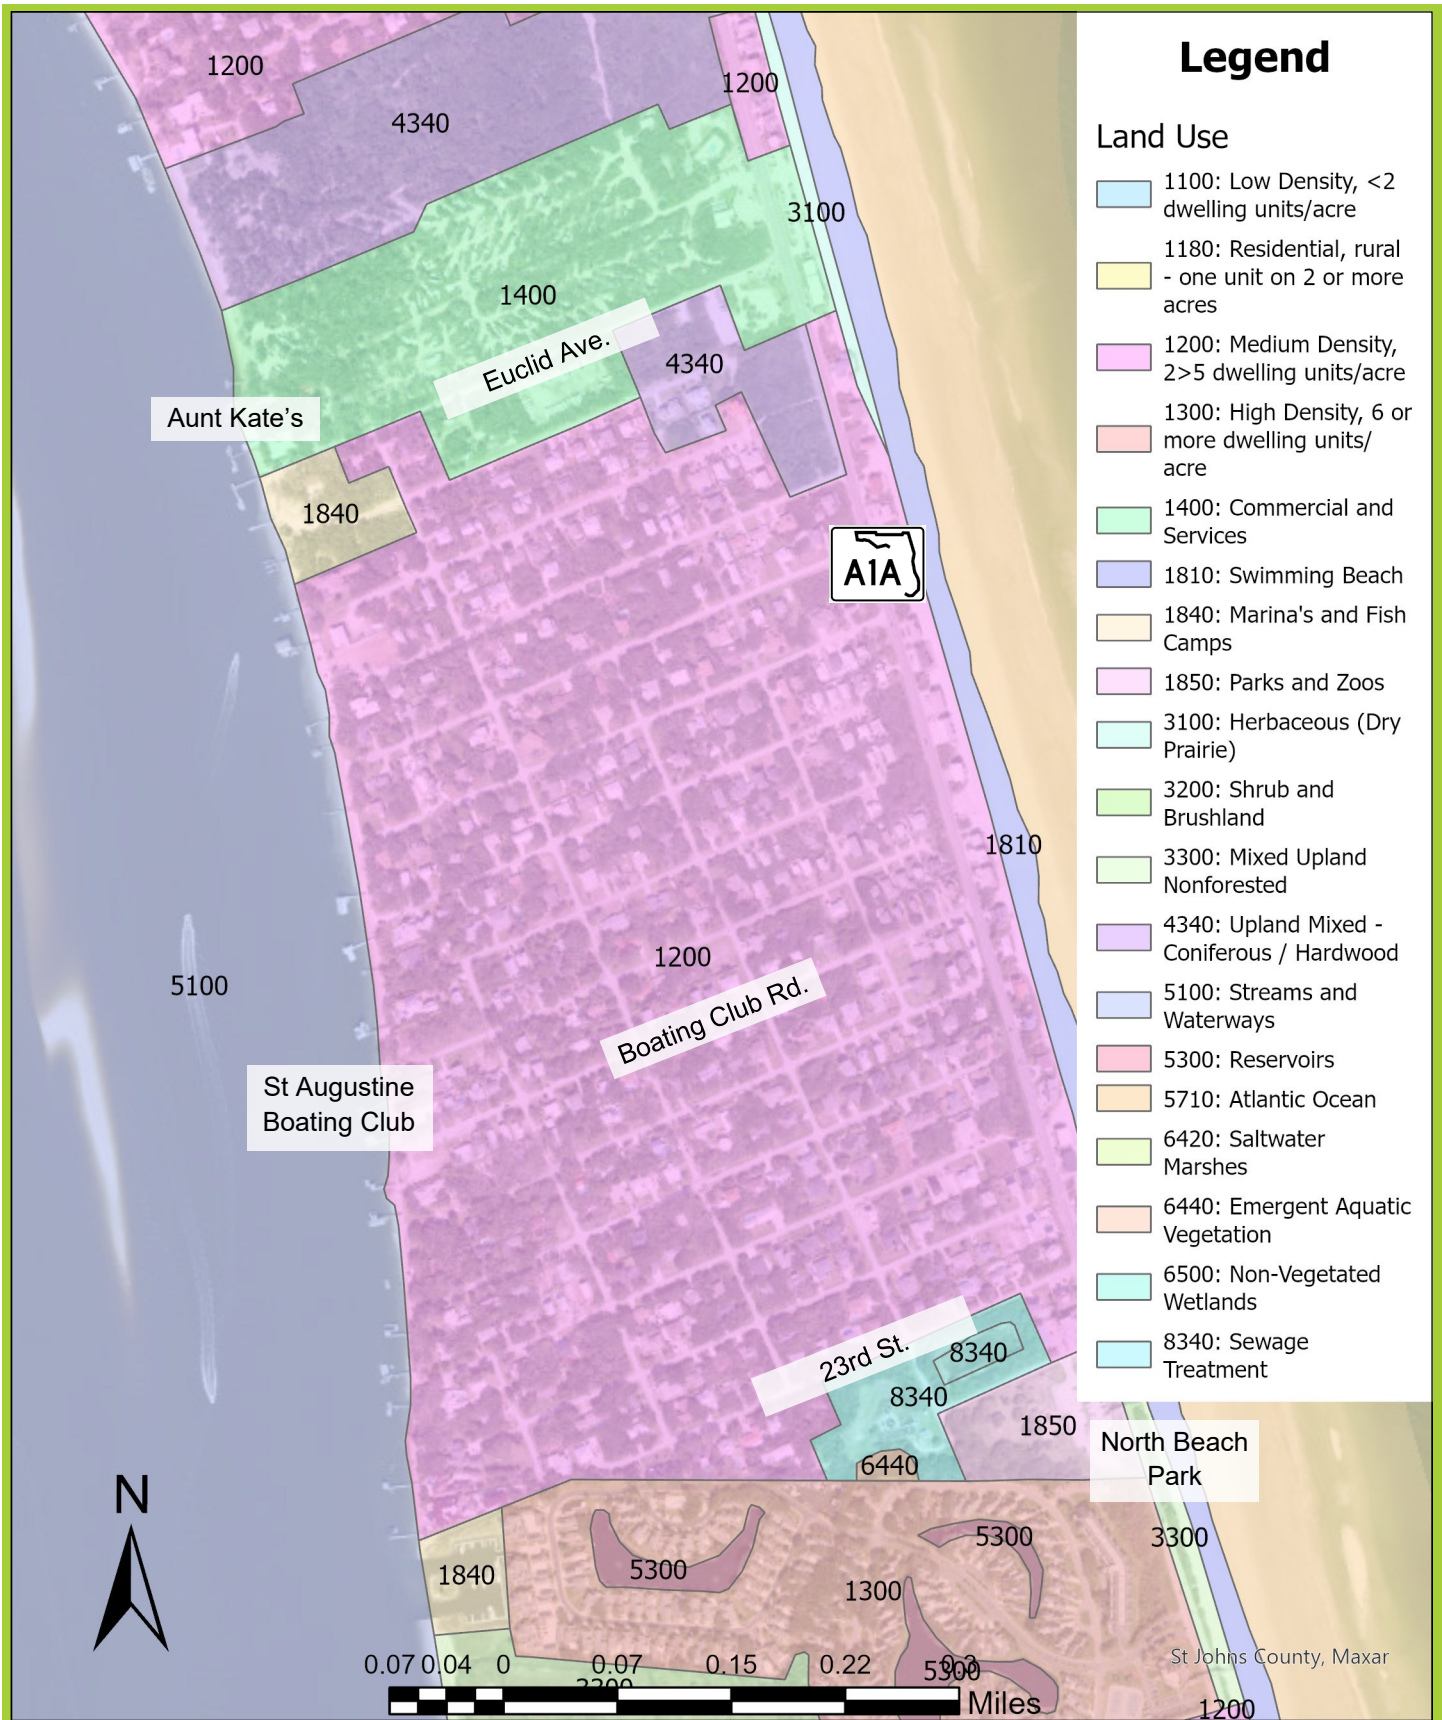 Legend
Land Use
1100: Low Density, <2
dwelling units/acre
1180: Residential, rural
- one unit on 2 or more
acres
1200: Medium Density,
2>5 dwelling units/acre
1300: High Density, 6 or
more dwelling units/
acre
1400: Commercial and
Services
1810: Swimming Beach
1840: Marina's and Fish
Camps
1850: Parks and Zoos
3100: Herbaceous (Dry
Prairie)
3200: Shrub and
Brushland
3300: Mixed Upland
Nonforested
4340: Upland Mixed -
Coniferous / Hardwood
5100: Streams and
Waterways
5300: Reservoirs
5710: Atlantic Ocean
6420: Saltwater
Marshes
6440: Emergent Aquatic
Vegetation
6500: Non-Vegetated
Wetlands
8340: Sewage
Treatment
1200
1200
4340
3100
1400
Euclid Ave.
4340
Aunt Kate's
1840
A1A
1810
1200
5100
Boating Club Rd.
St Augustine
Boating Club
23rd St.
8340
8340
1850
North Beach
Park
6440
N
5300
5300
3300
1840
1300
St Johns County, Maxar
5300
0.07 0.04 0 0.07 0.15 0.22 0.3
Miles
1200